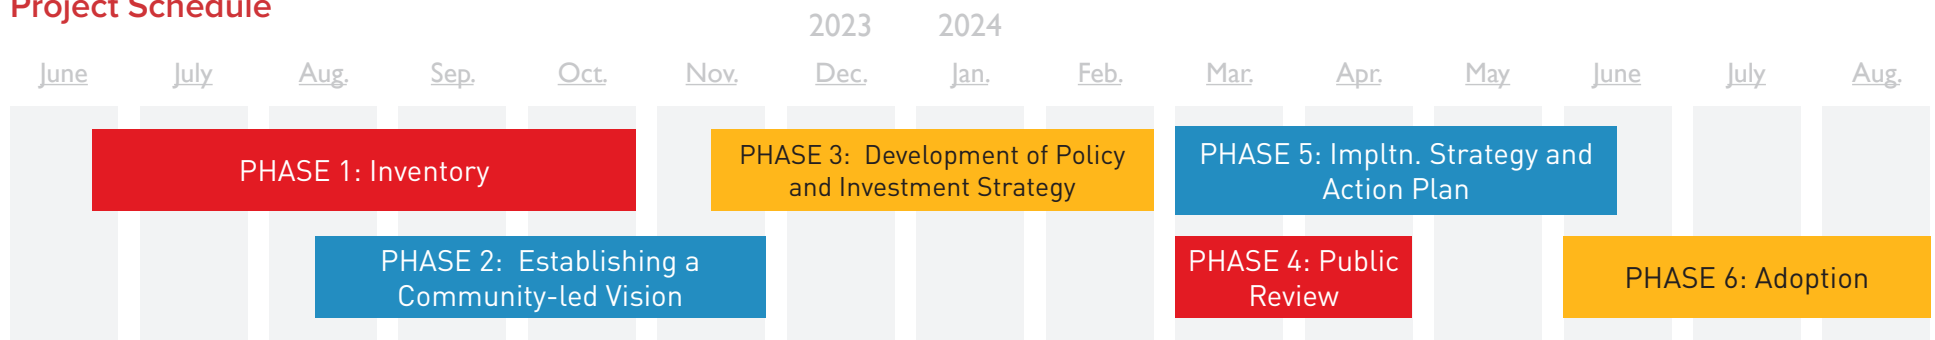 Project Schedule
2023 2024
June July Aug. Sep. Oct. Nov. Dec. Jan. Feb. Mar. Apr. May June July Aug.
PHASE 1: Inventory
PHASE 3: Development of Policy
and Investment Strategy
PHASE 5: Impltn. Strategy and
Action Plan
PHASE 2: Establishing a
Community-led Vision
PHASE 4: Public
Review
PHASE 6: Adoption